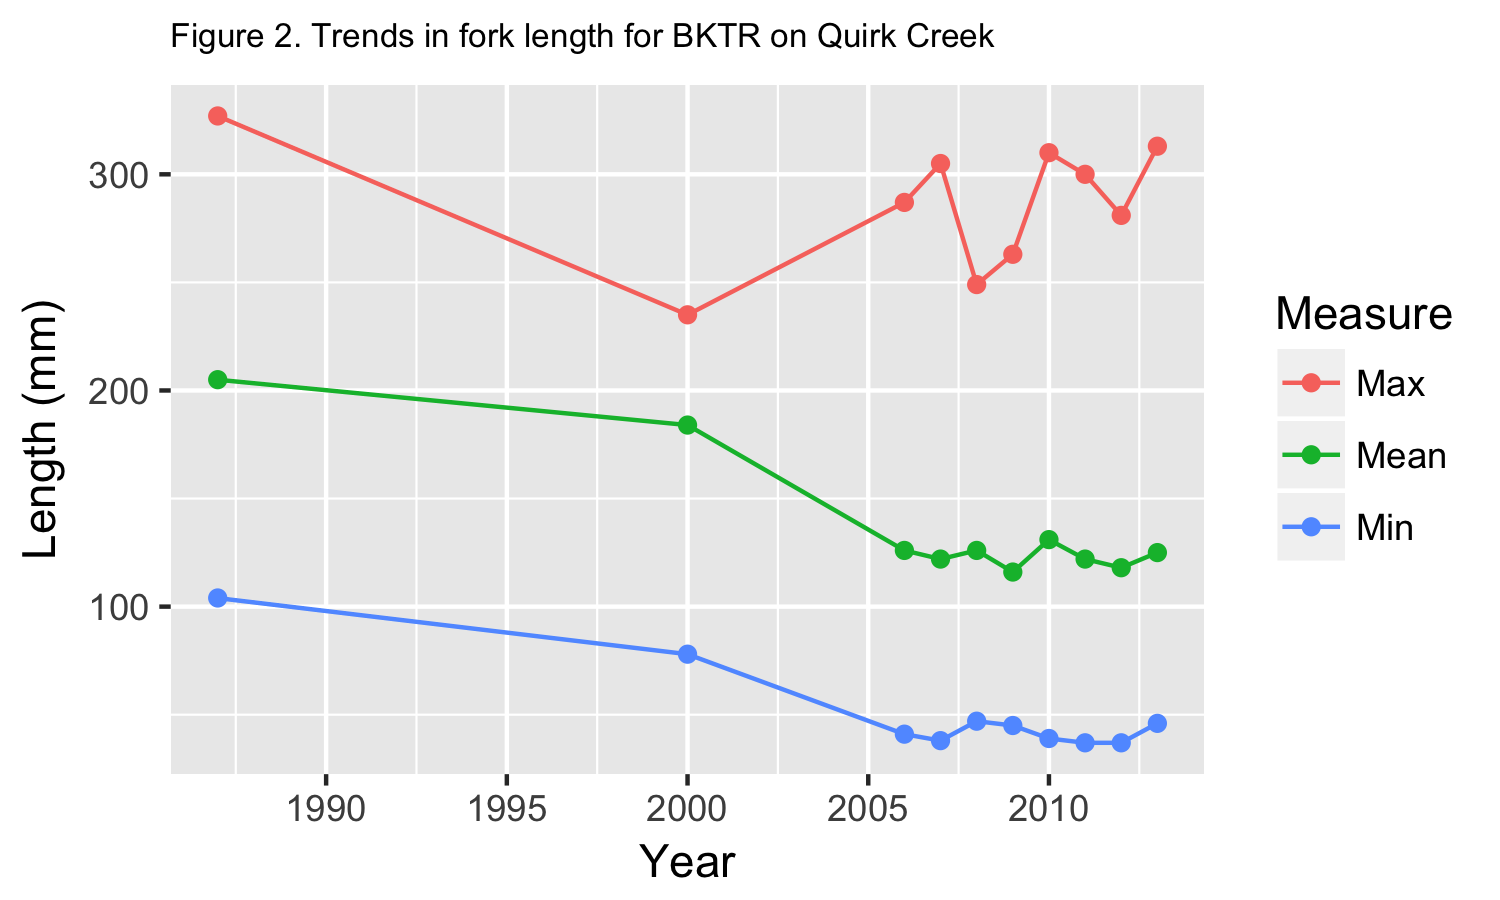 Figure 2. Trends in fork length for BKTR on Quirk Creek
300
200
100
Length (mm)
1990 1995 2000 2005 2010
Year
Measure
Max
Mean
Min